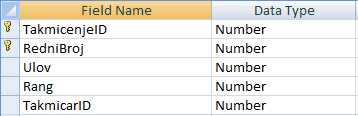 Field Name Data Type
TakmicenjeID Number
RedniBroj Number
Ulov Number
Rang Number
TakmicarID Number